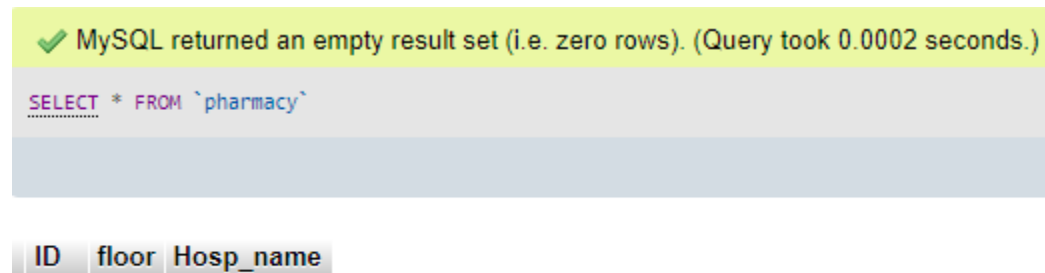 MySQL returned an empty result set (i.e. zero rows). (Query took 0.0002 seconds.)
SELECT * FROM `pharmacy`
ID floor Hosp_name